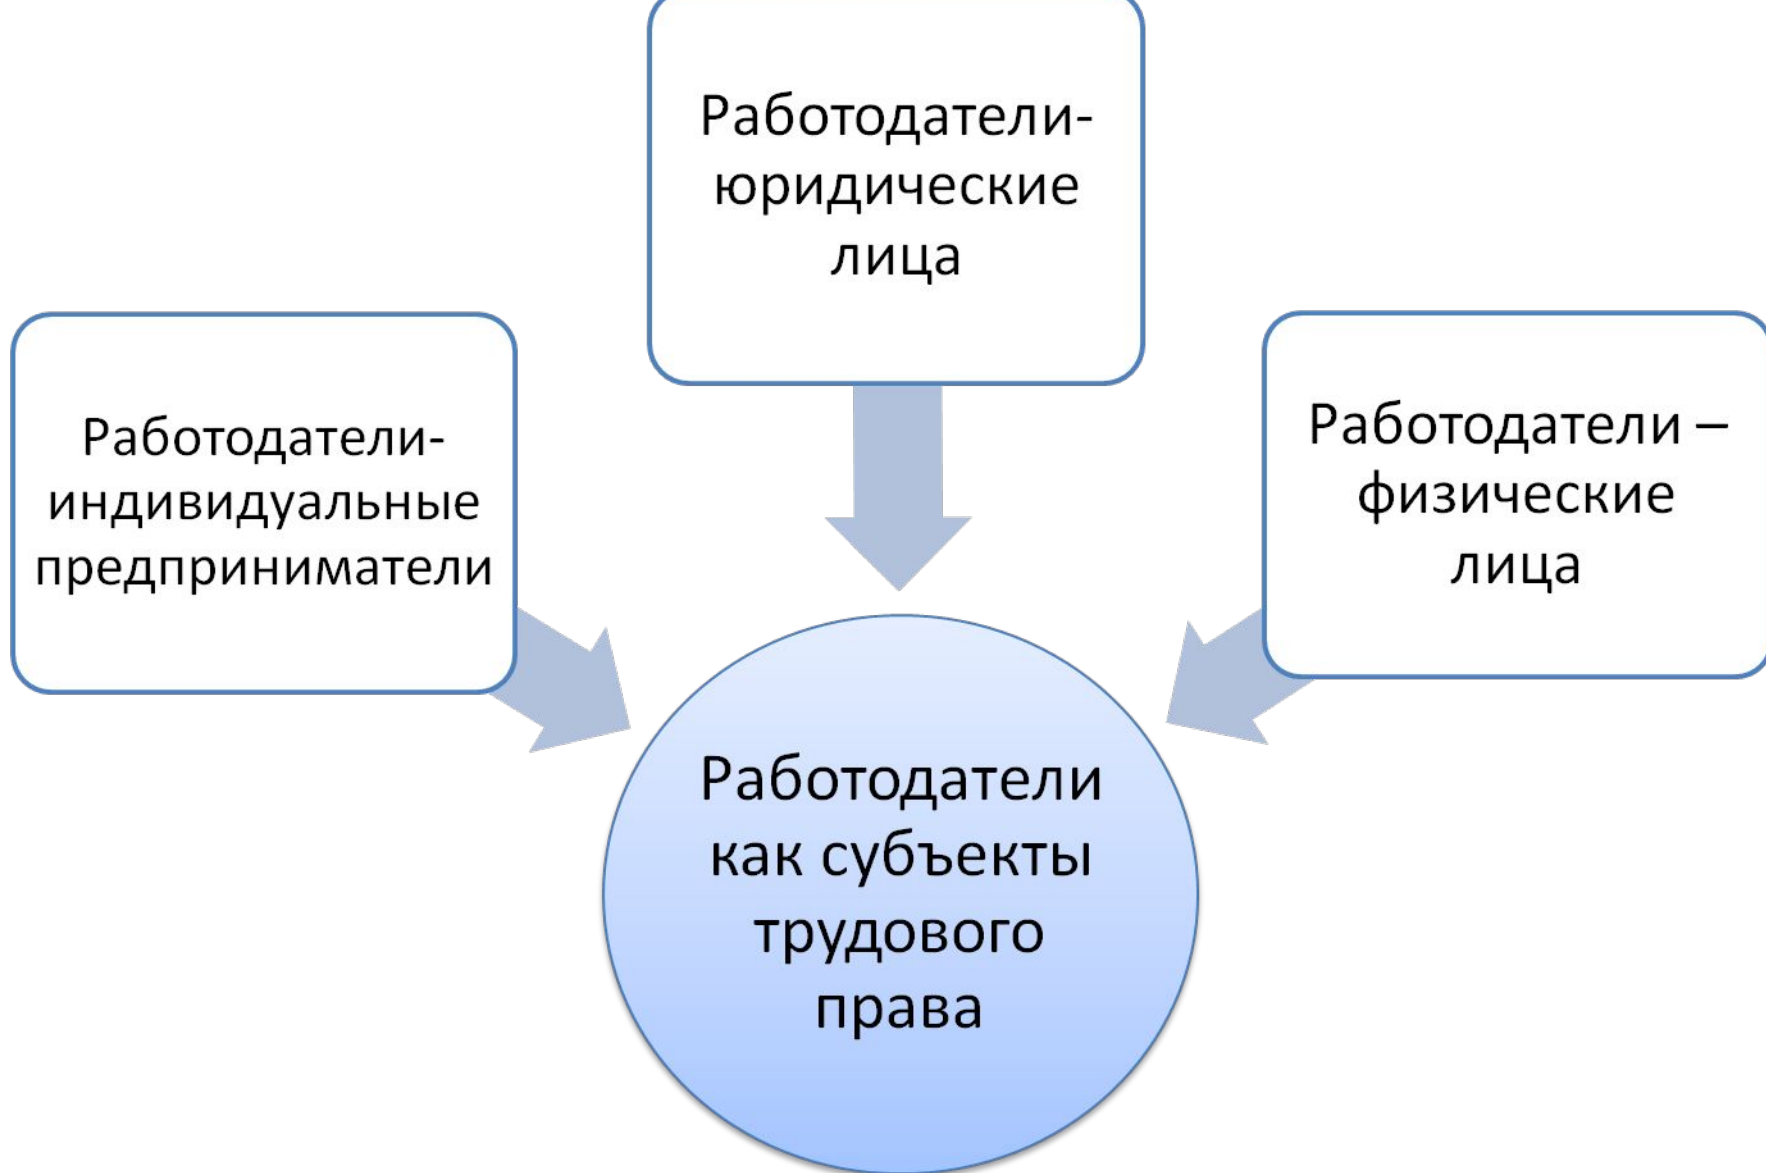 Работодатели-
юридические
лица
Работодатели-
индивидуальные
предприниматели
Работодатели –
физические
лица
Работодатели
как субъекты
трудового
права